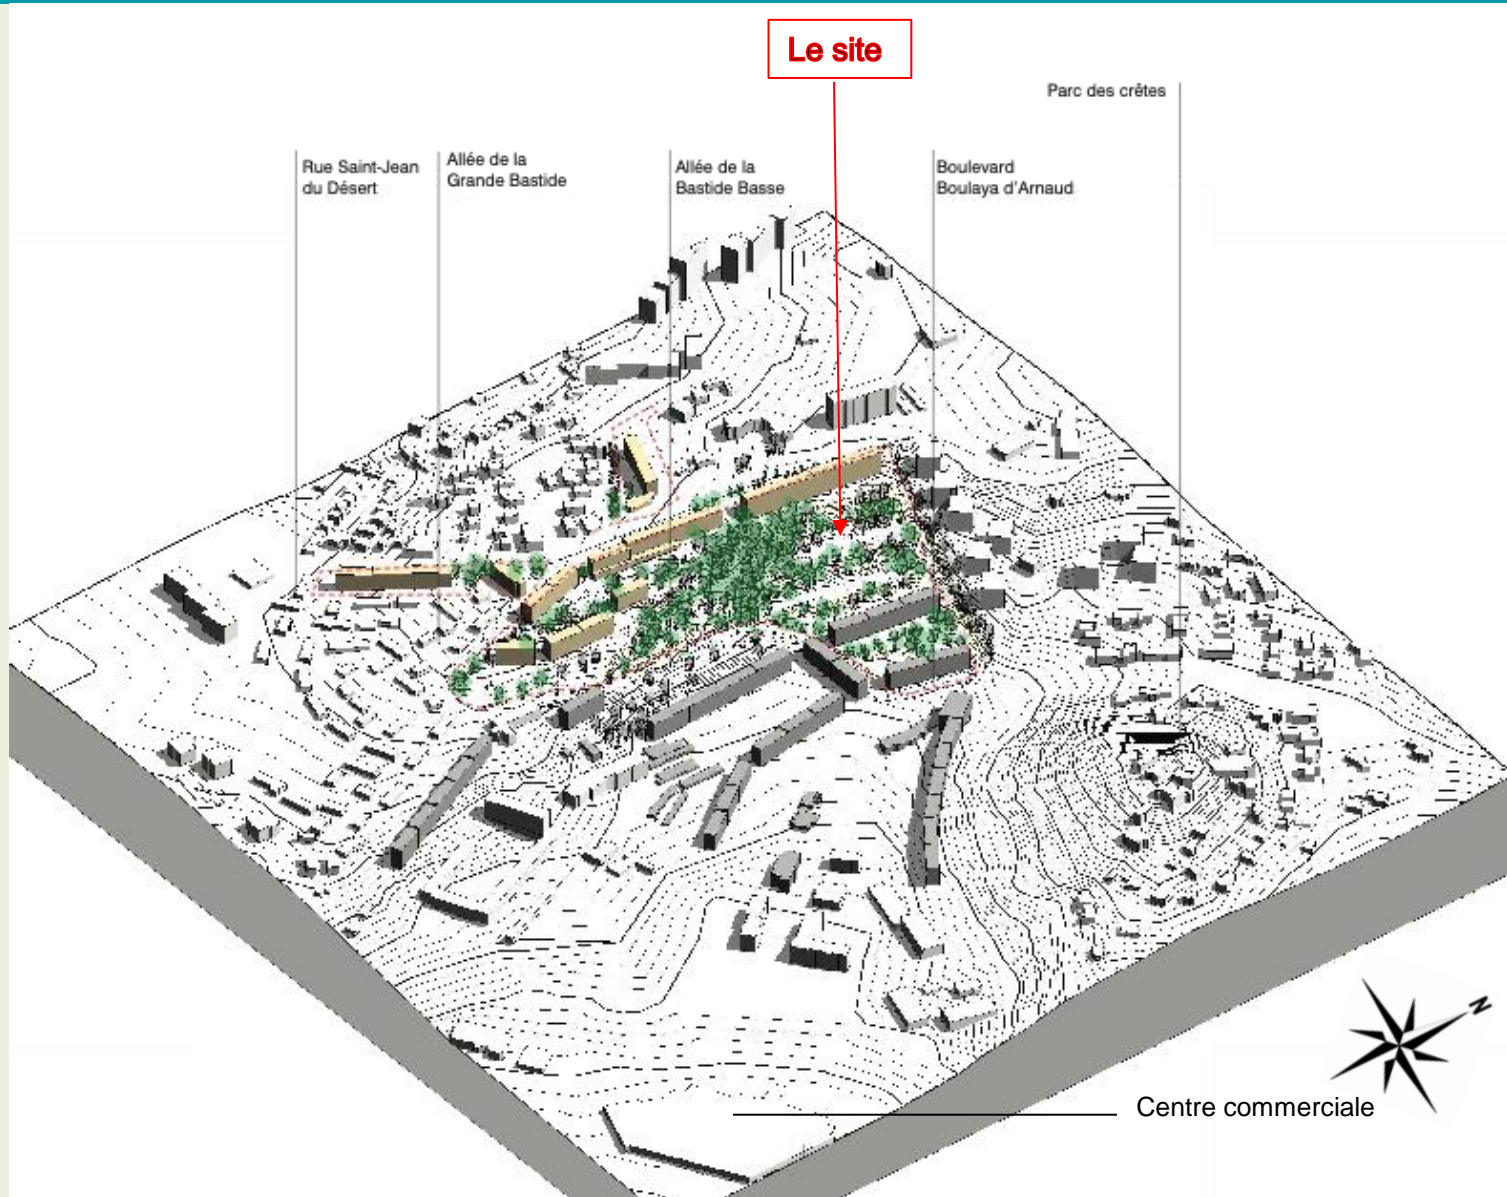 Le site
Parc des crêtes
Rue Saint-Jean
du Désert
Allée de la
Grande Bastide
Allée de la
Bastide Basse
Boulevard
Boulaya d'Arnaud
N
Centre commerciale